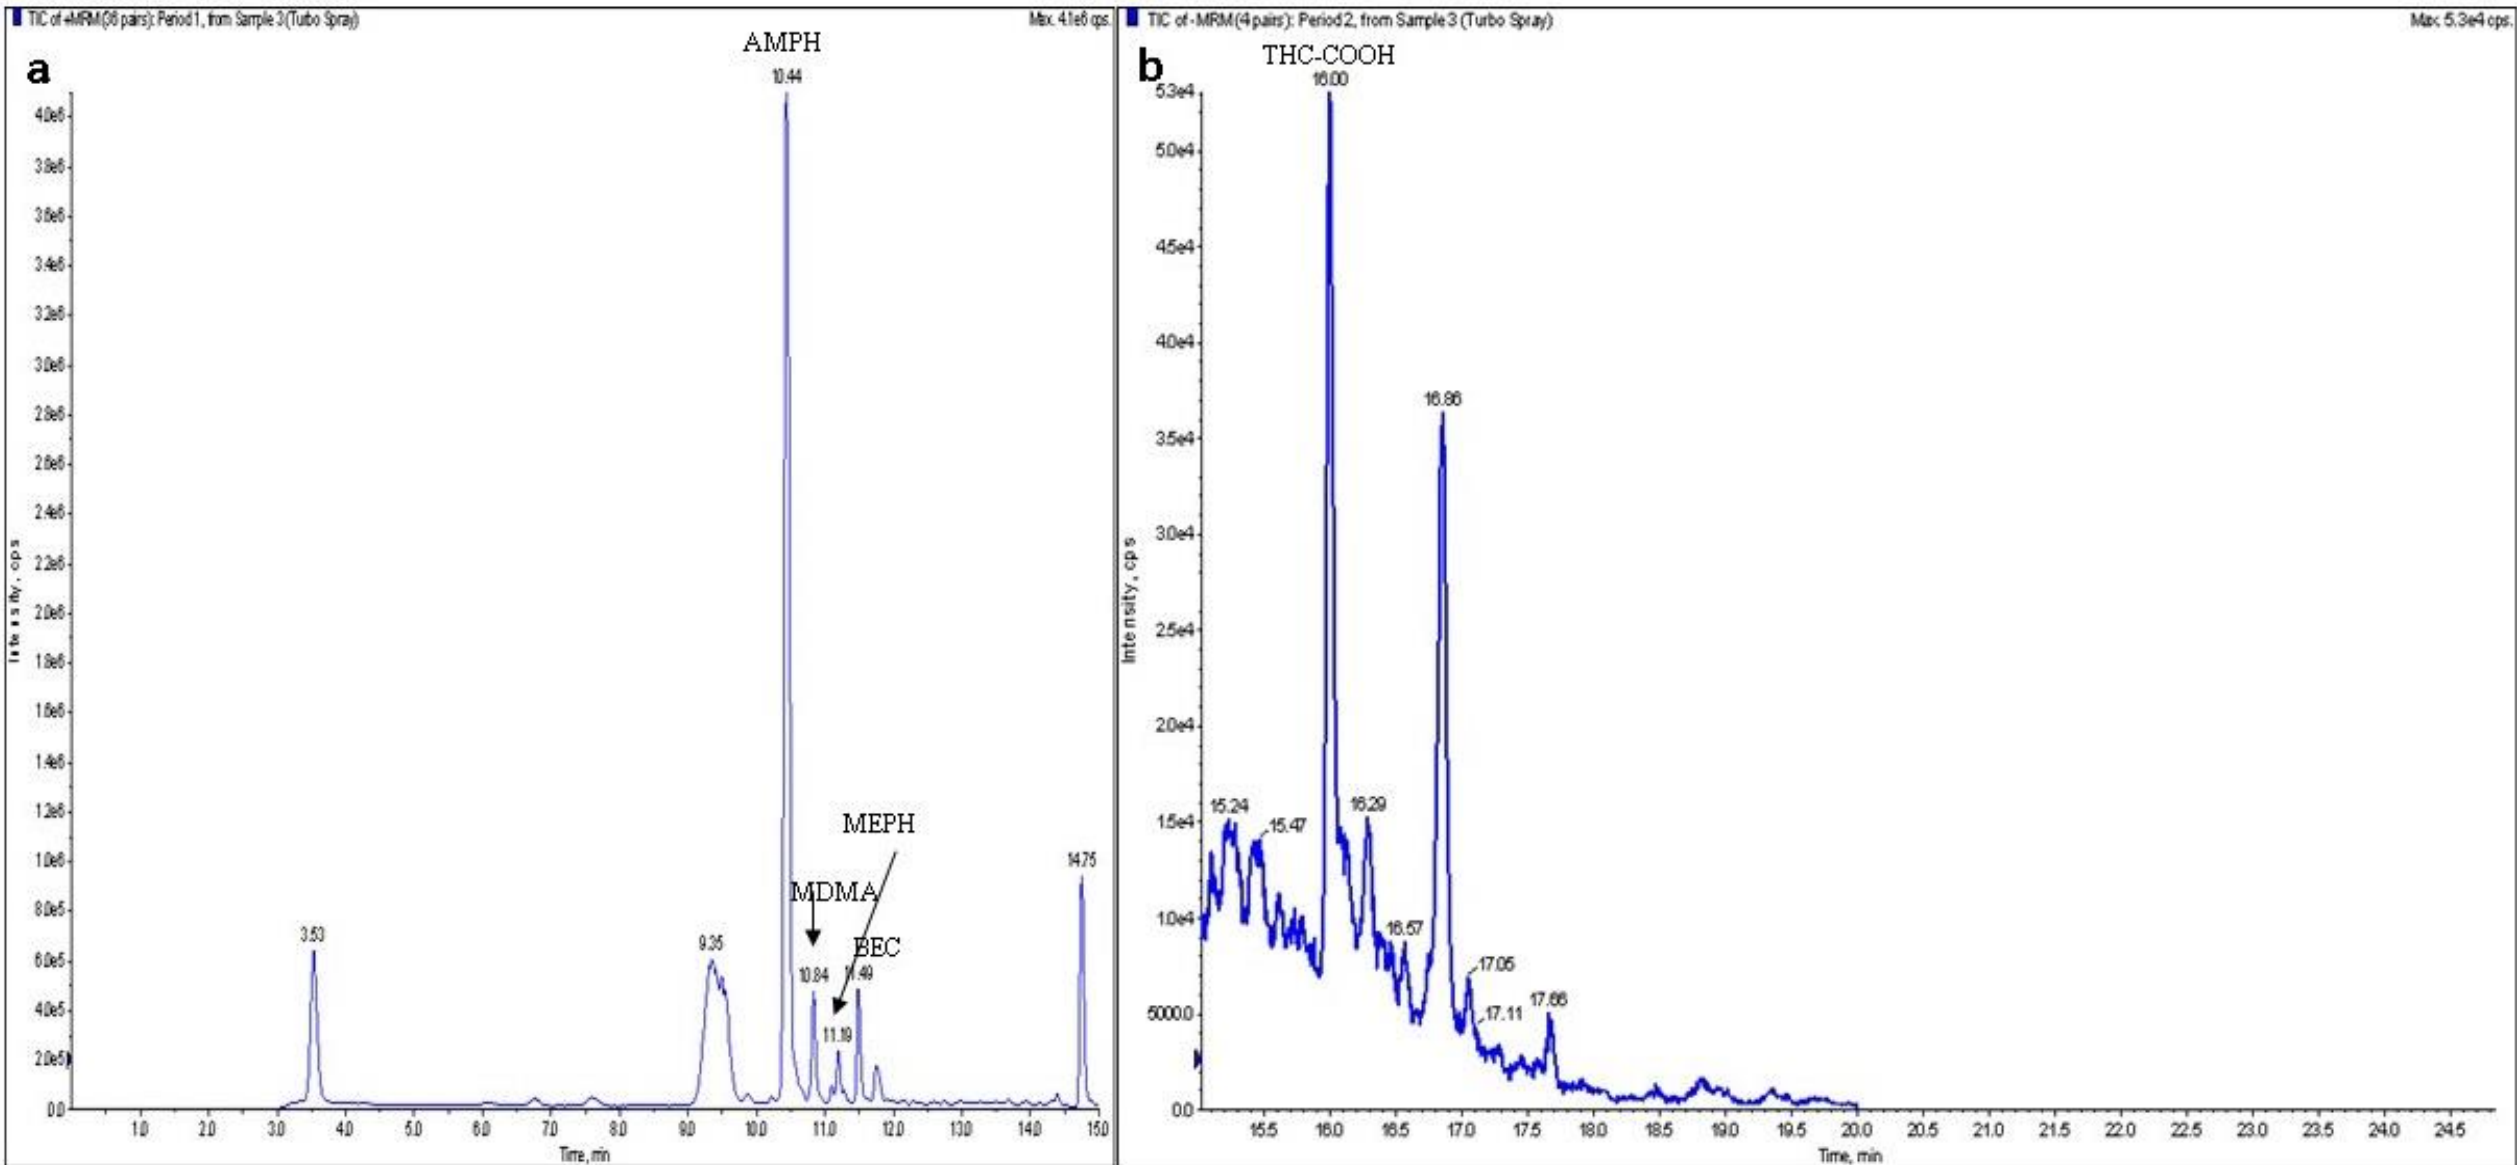 TIC of +MRM (36 pairs): Period 1, from Sample 3 (Turbo Spray)
Max. 4.1e6 cps.
a
AMPH
10.44
4.0e6
3.8e6
3.6e6
3.4e6
3.2e6
3.0e6
2.8e6
2.6e6
2.4e6
2.2e6
2.0e6
1.8e6
1.6e6
1.4e6
1.2e6
1.0e6
8.0e5
6.0e5
4.0e5
2.0e5
0.0
Intensity, cps
3.53
9.35
MEPH
MDMA
BEC
10.84
11.49
11.19
14.75
1.0 2.0 3.0 4.0 5.0 6.0 7.0 8.0 9.0 10.0 11.0 12.0 13.0 14.0 15.0
Time, min
TIC of -MRM (4 pairs): Period 2, from Sample 3 (Turbo Spray)
Max. 5.3e4 cps.
b
THC-COOH
16.00
5.3e4
5.0e4
4.5e4
4.0e4
3.5e4
3.0e4
2.5e4
2.0e4
1.5e4
1.0e4
5000.0
0.0
Intensity, cps
16.86
15.24
15.47
16.29
16.57
17.05
17.11
17.66
15.5 16.0 16.5 17.0 17.5 18.0 18.5 19.0 19.5 20.0 20.5 21.0 21.5 22.0 22.5 23.0 23.5 24.0 24.5
Time, min